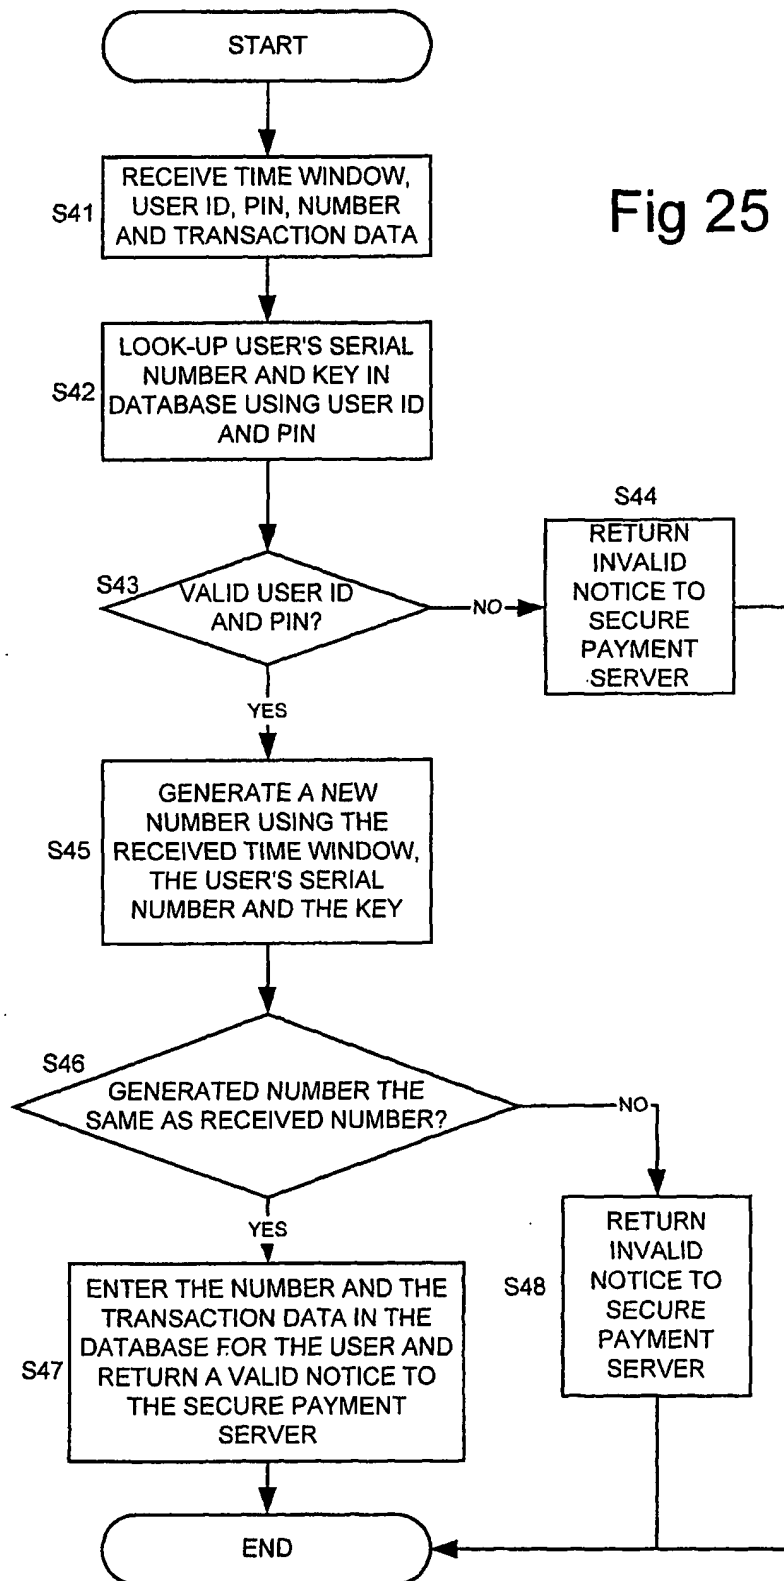 START
S41
RECEIVE TIME WINDOW,
USER ID, PIN, NUMBER
AND TRANSACTION DATA
Fig 25
S42
LOOK-UP USER'S SERIAL
NUMBER AND KEY IN
DATABASE USING USER ID
AND PIN
S43
VALID USER ID
AND PIN?
NO
S44
RETURN
INVALID
NOTICE TO
SECURE
PAYMENT
SERVER
YES
S45
GENERATE A NEW
NUMBER USING THE
RECEIVED TIME WINDOW,
THE USER'S SERIAL
NUMBER AND THE KEY
S46
GENERATED NUMBER THE
SAME AS RECEIVED NUMBER?
NO
YES
S47
ENTER THE NUMBER AND THE
TRANSACTION DATA IN THE
DATABASE FOR THE USER AND
RETURN A VALID NOTICE TO
THE SECURE PAYMENT
SERVER
S48
RETURN
INVALID
NOTICE TO
SECURE
PAYMENT
SERVER
END